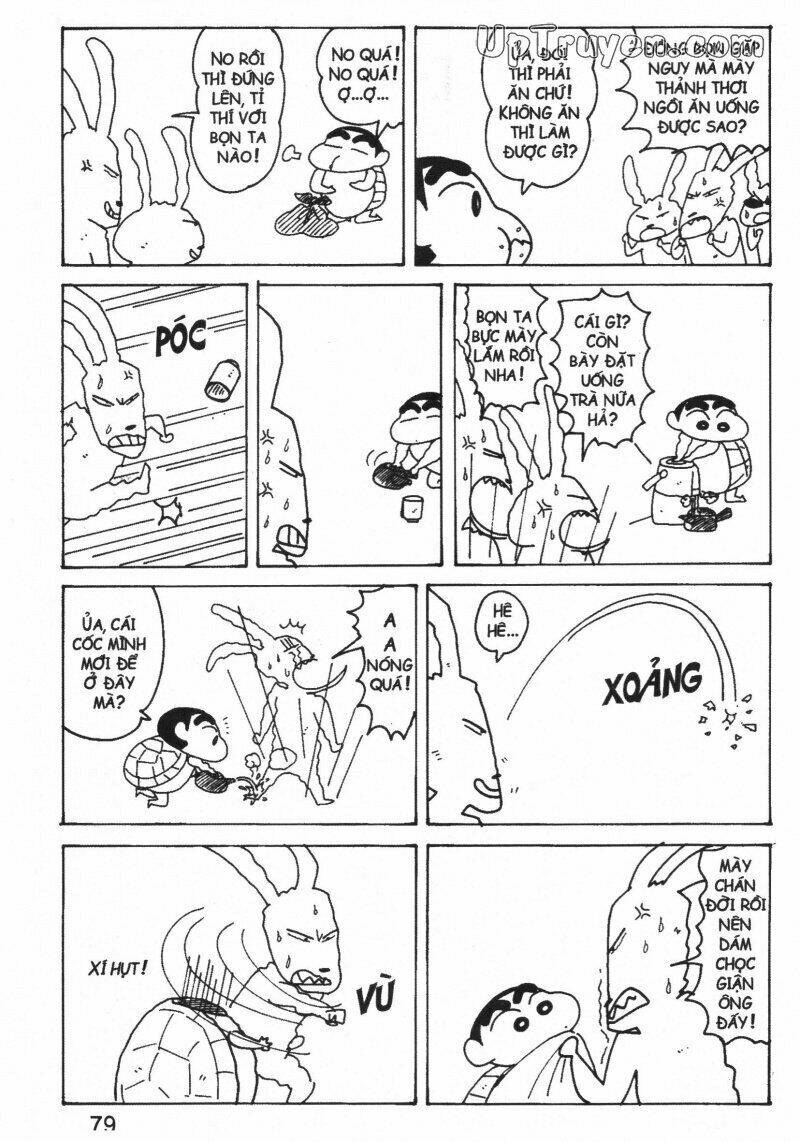 UpTruyen.com
ĐỒNG BỌN GẶP
NGUY MÀ MÀY
THẢNH THƠI
NGỒI ĂN UỐNG
ĐƯỢC SAO?
ỦA, ĐÓI
THÌ PHẢI
ĂN CHỨ!
KHÔNG ĂN
THÌ LÀM
ĐƯỢC GÌ?
NO QUÁ!
NO QUÁ!
Ợ...Ợ...
NO RỒI
THÌ ĐỨNG
LÊN, TỈ
THÍ VỚI
BỌN TA
NÀO!
CÁI GÌ?
CÒN
BÀY ĐẶT
UỐNG
TRÀ NỮA
HẢ?
BỌN TA
BỰC MÀY
LẮM RỒI
NHA!
PÓC
HÊ
HÊ...
XOẢNG
A
A
NÓNG
QUÁ!
ỦA, CÁI
CỐC MÌNH
MỚI ĐỂ
Ở ĐÂY
MÀ?
MÀY
CHÁN
ĐỜI RỒI
NÊN
DÁM
CHỌC
GIẬN
ÔNG
ĐẤY!
VÙ
XÍ HỤT!
79